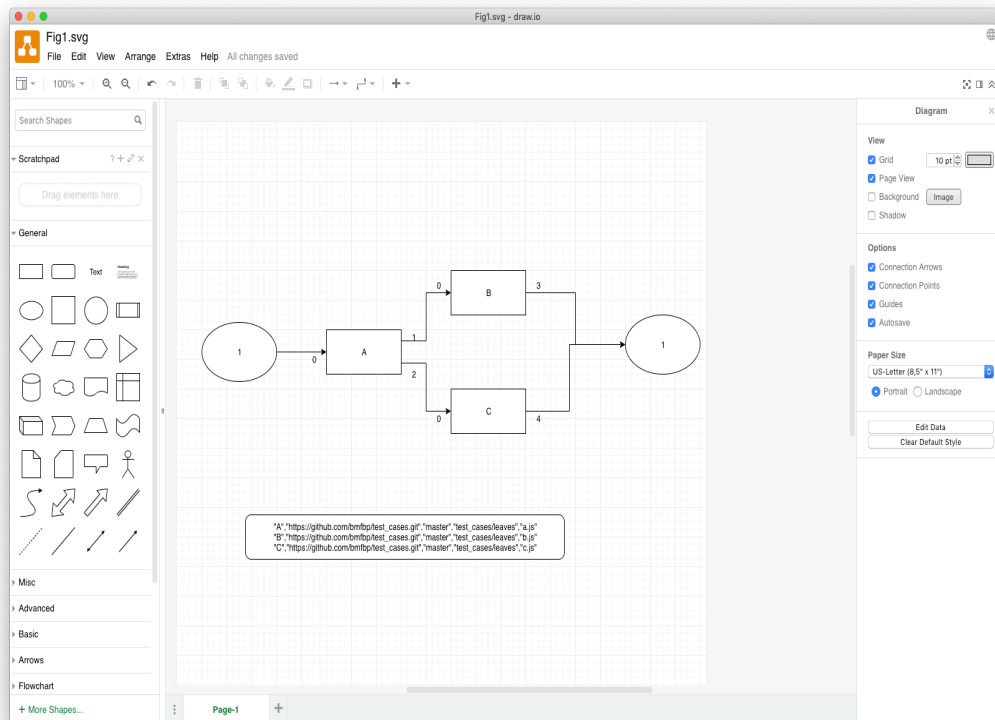 Fig1.svg - draw.io
Fig1.svg
File Edit View Arrange Extras Help All changes saved
100%
Search Shapes
Scratchpad
?
Drag elements here
General
Text
Heading
Misc
Advanced
Basic
Arrows
Flowchart
+ More Shapes...
1
0
A
1
2
0
B
3
0
C
4
1
"A","https://github.com/bmfbp/test_cases.git","master","test_cases/leaves","a.js"
"B","https://github.com/bmfbp/test_cases.git","master","test_cases/leaves","b.js"
"C","https://github.com/bmfbp/test_cases.git","master","test_cases/leaves","c.js"
Page-1
Diagram
View
Grid 10 pt
Page View
Background Image
Shadow
Options
Connection Arrows
Connection Points
Guides
Autosave
Paper Size
US-Letter (8,5" x 11")
Portrait Landscape
Edit Data
Clear Default Style